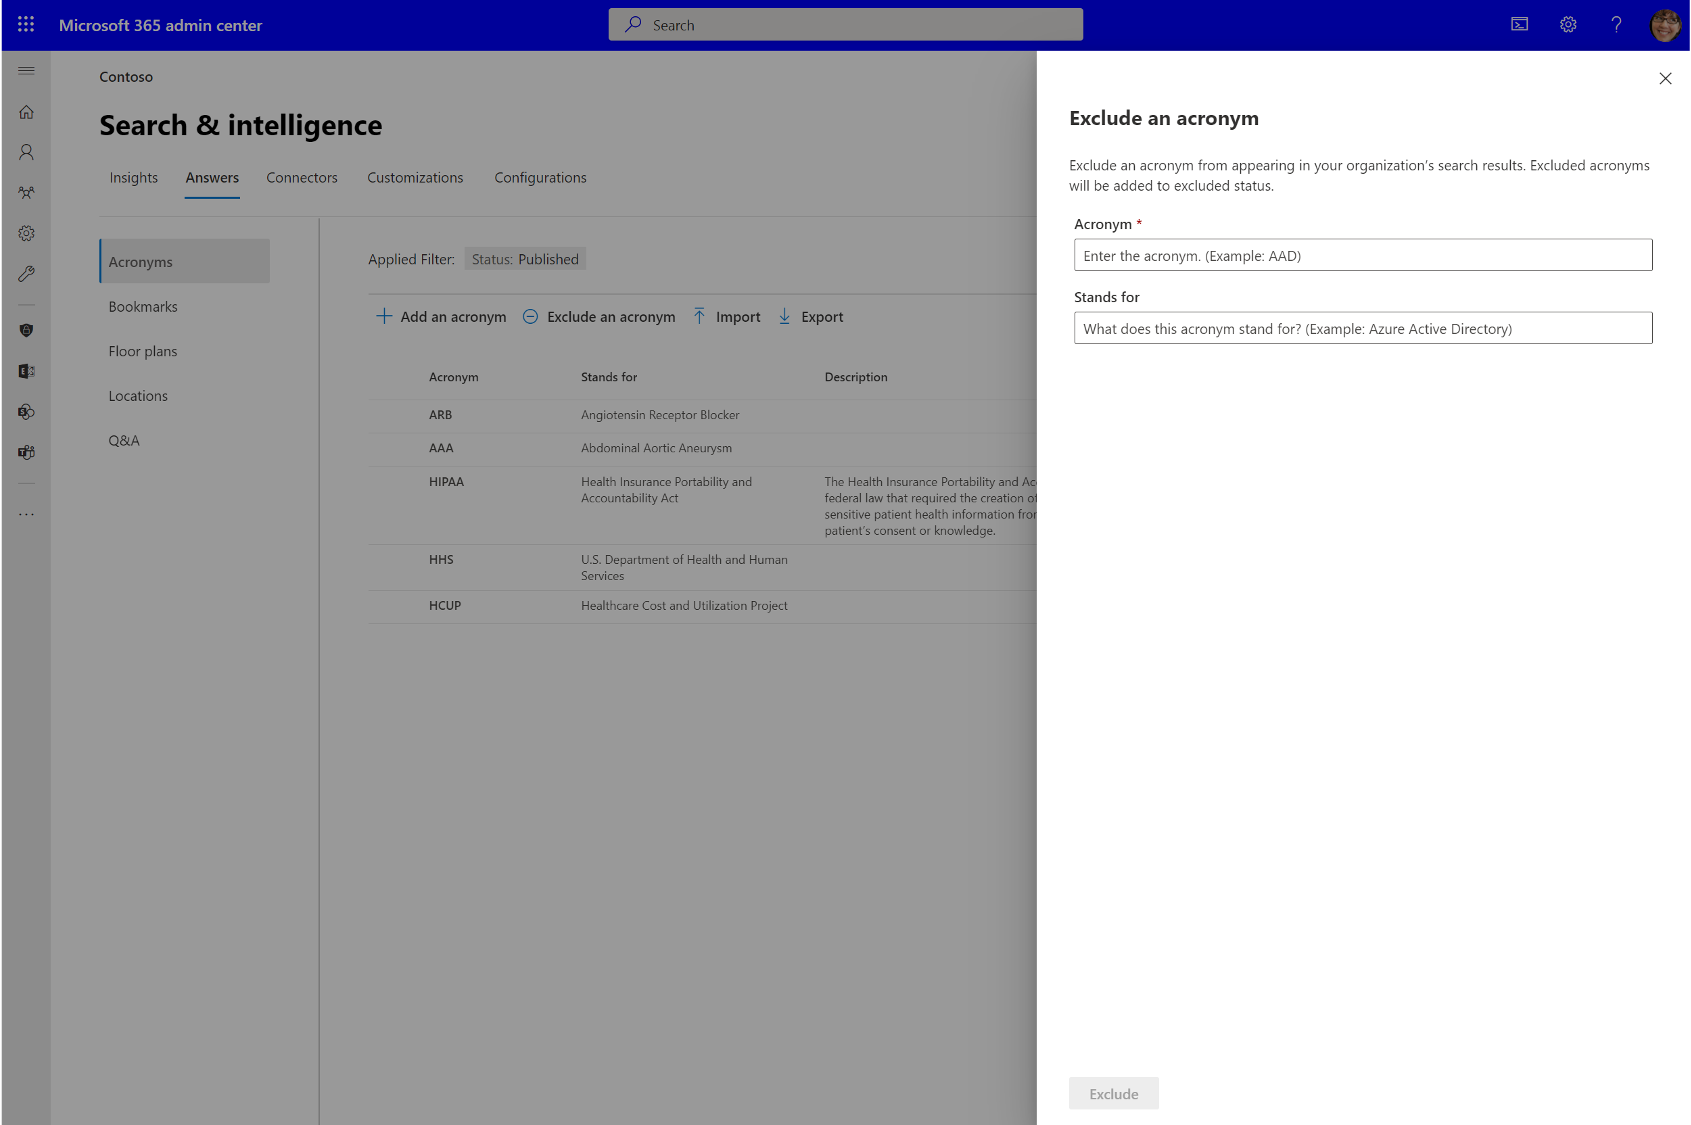 Microsoft 365 admin center
Search
Contoso
Search & intelligence
Insights
Answers
Connectors
Customizations
Configurations
Acronyms
Bookmarks
Floor plans
Locations
Q&A
Applied Filter: Status: Published
Add an acronym
Exclude an acronym
Import
Export
Acronym Stands for Description
ARB Angiotensin Receptor Blocker
AAA Abdominal Aortic Aneurysm
HIPAA Health Insurance Portability and The Health Insurance Portability and Ac
Accountability Act federal law that required the creation of
sensitive patient health information from
patient's consent or knowledge.
HHS U.S. Department of Health and Human
Services
HCUP Healthcare Cost and Utilization Project
Exclude an acronym
Exclude an acronym from appearing in your organization's search results. Excluded acronyms
will be added to excluded status.
Acronym *
Enter the acronym. (Example: AAD)
Stands for
What does this acronym stand for? (Example: Azure Active Directory)
Exclude